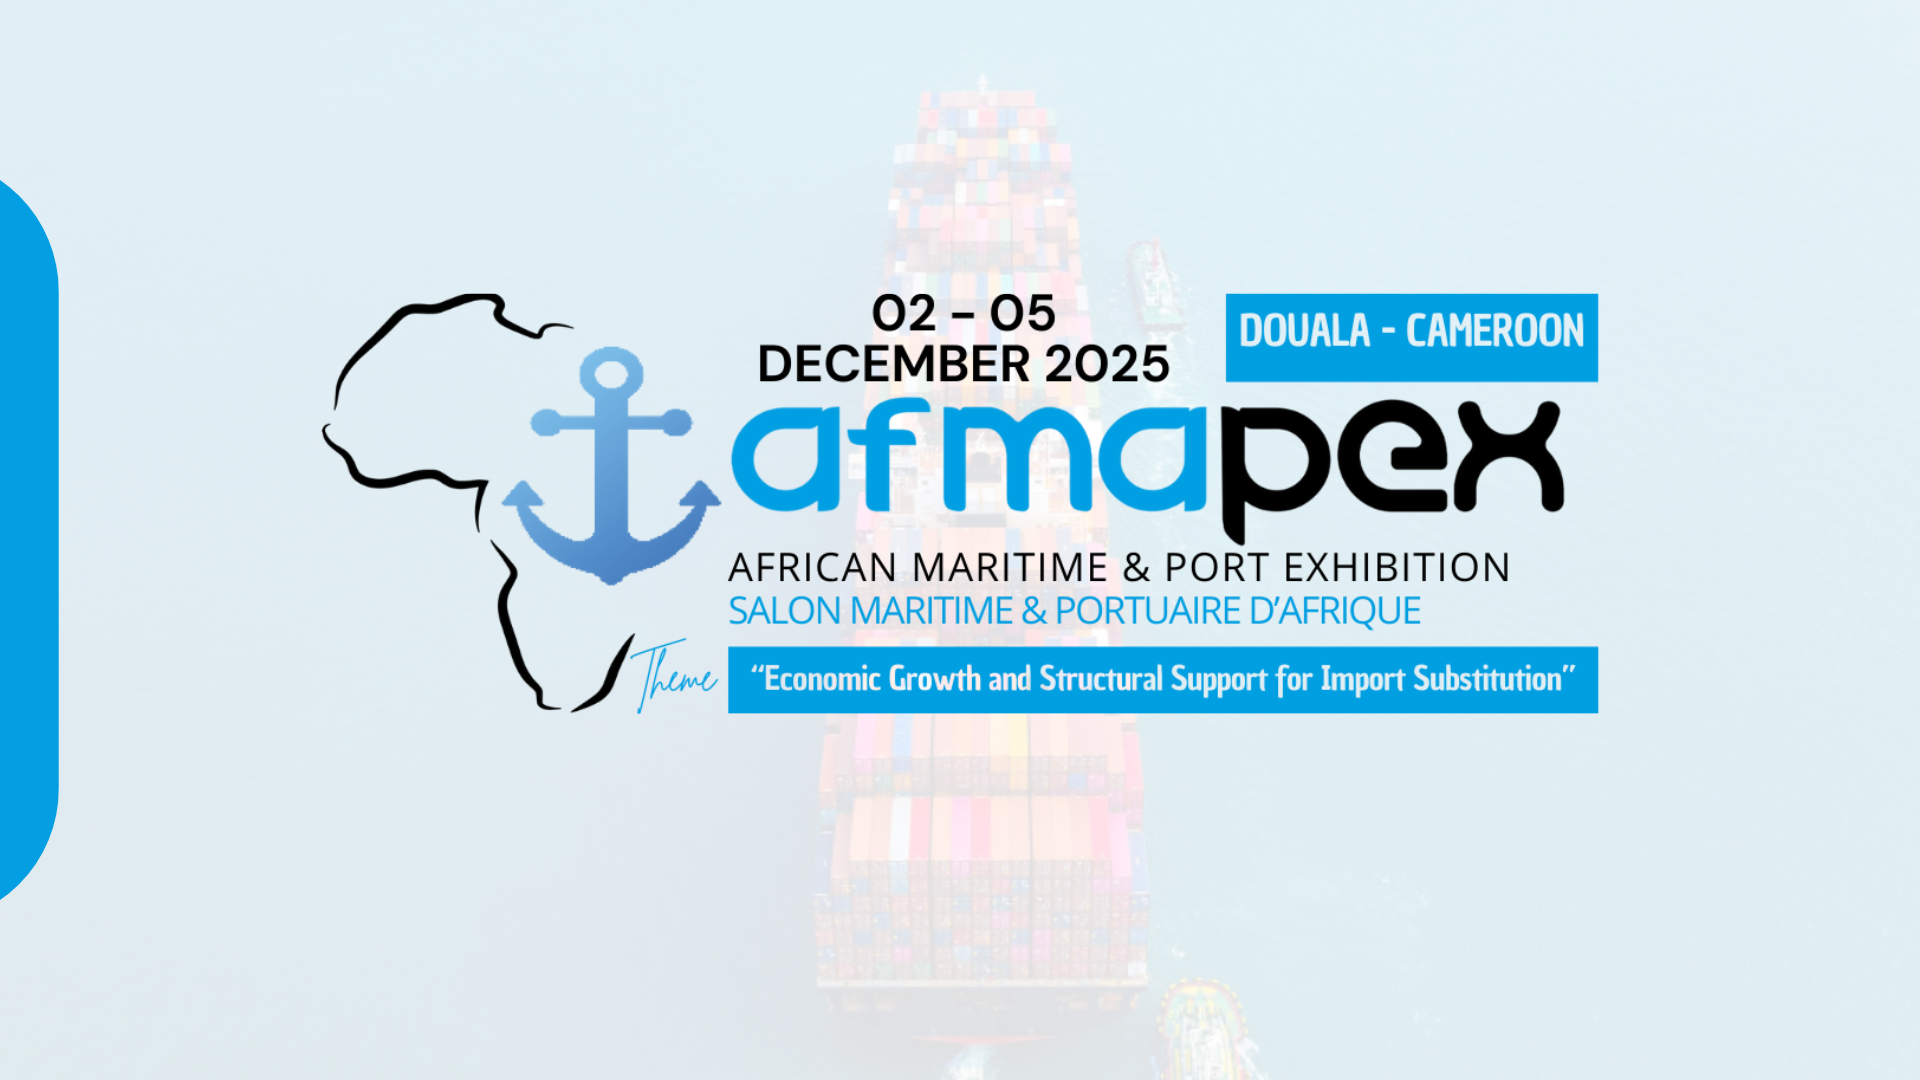 02 – 05
DECEMBER 2025
DOUALA - CAMEROON
afmapex
AFRICAN MARITIME & PORT EXHIBITION
SALON MARITIME & PORTUAIRE D’AFRIQUE
Theme
“Economic Growth and Structural Support for Import Substitution”